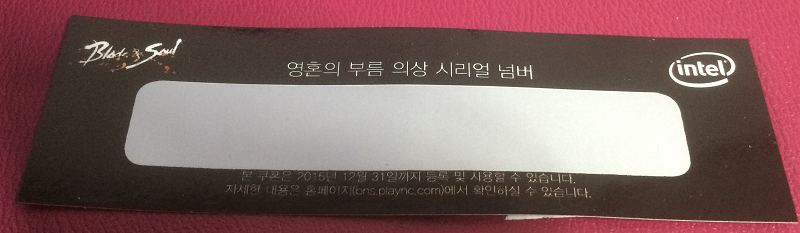 Blade & Soul
영혼의 부름 의상 시리얼 넘버
intel
본 쿠폰은 2015년 12월 31일까지 등록 및 사용할 수 있습니다.
자세한 내용은 홈페이지(bns.plaync.com)에서 확인하실 수 있습니다.